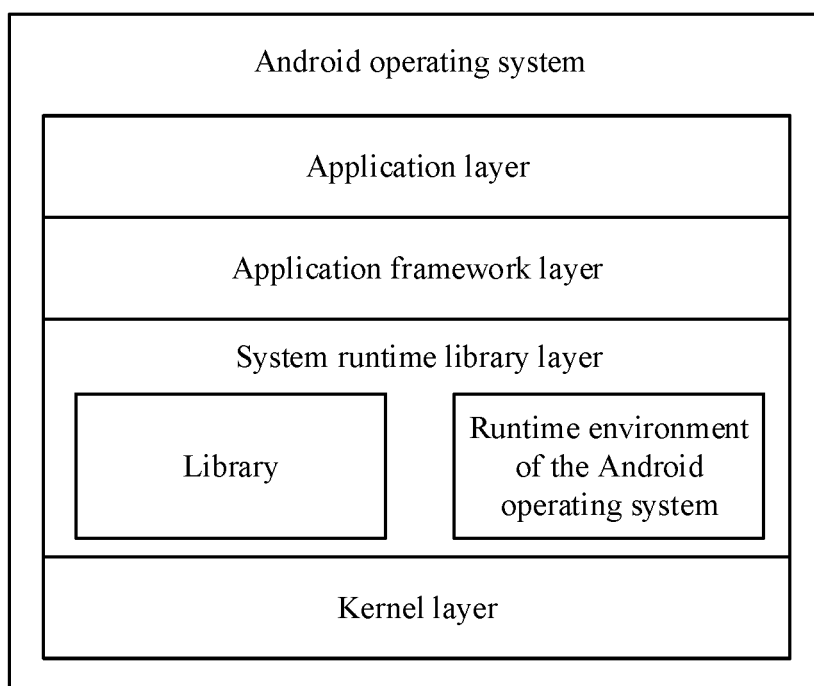 Android operating system
Application layer
Application framework layer
System runtime library layer
Library
Runtime environment
of the Android
operating system
Kernel layer